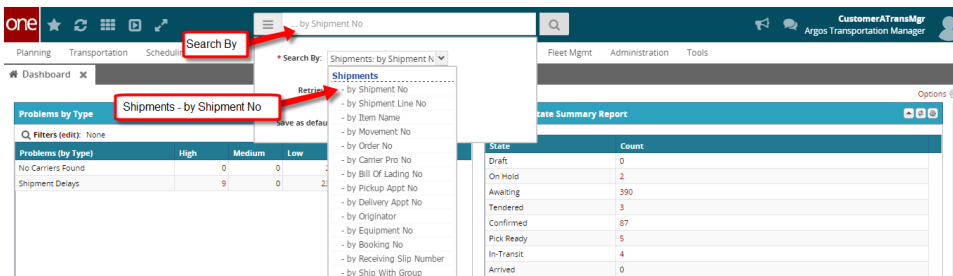 one
... by Shipment No
CustomerATransMgr
Argos Transportation Manager
Search By
Planning Transportation Fleet Mgmt Administration Tools
* Search By: Shipments: by Shipment N
Dashboard
Shipments
- by Shipment No
Options
Shipments - by Shipment No
- by Shipment Line No
Problems by Type
- by Item Name
Summary Report
- by Movement No
Filters (edit): None
- by Order No
Problems (by Type) High Medium Low
State Count
- by Carrier Pro No
No Carriers Found 0 0
Draft 0
- by Bill Of Lading No
On Hold 2
Shipment Delays 9 0
- by Pickup Appt No
Awaiting 390
- by Delivery Appt No
Tendered 3
- by Originator
Confirmed 87
- by Equipment No
Pick Ready 5
- by Booking No
In-Transit 4
- by Receiving Slip Number
Arrived 0
- by Ship With Group